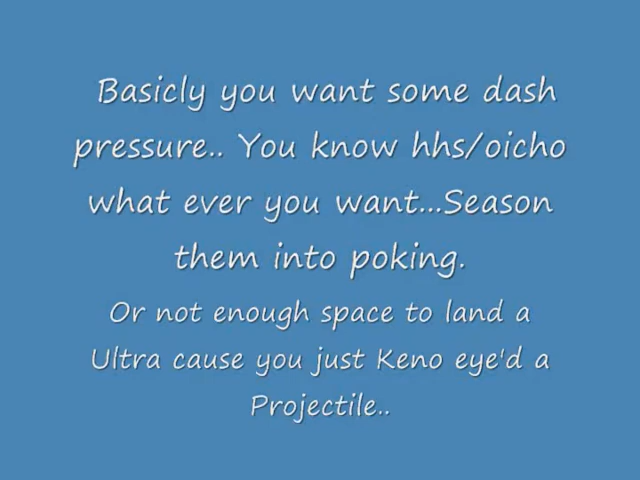 Basicly you want some dash
pressure.. You know hhs/oicho
what ever you want...Season
them into poking.
Or not enough space to land a
Ultra cause you just Keno eye'd a
Projectile..